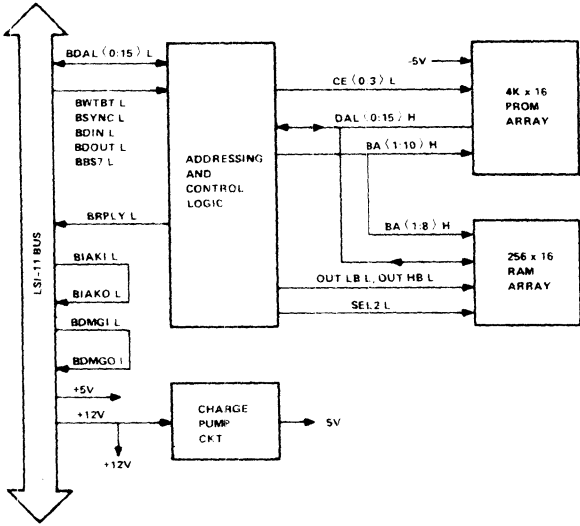 BDAL ⟨0:15⟩ L
BWTBT L
BSYNC L
BDIN L
BDOUT L
BBS7 L
BRPLY L
BIAKI L
BIAKO L
BDMGI L
BDMGO L
+5V
+12V
+12V
LSI-11 BUS
ADDRESSING
AND
CONTROL
LOGIC
CHARGE
PUMP
CKT
5V
-5V
CE ⟨0:3⟩ L
DAL ⟨0:15⟩ H
BA ⟨1:10⟩ H
BA ⟨1:8⟩ H
OUT LB L, OUT HB L
SEL2 L
4K x 16
PROM
ARRAY
256 x 16
RAM
ARRAY